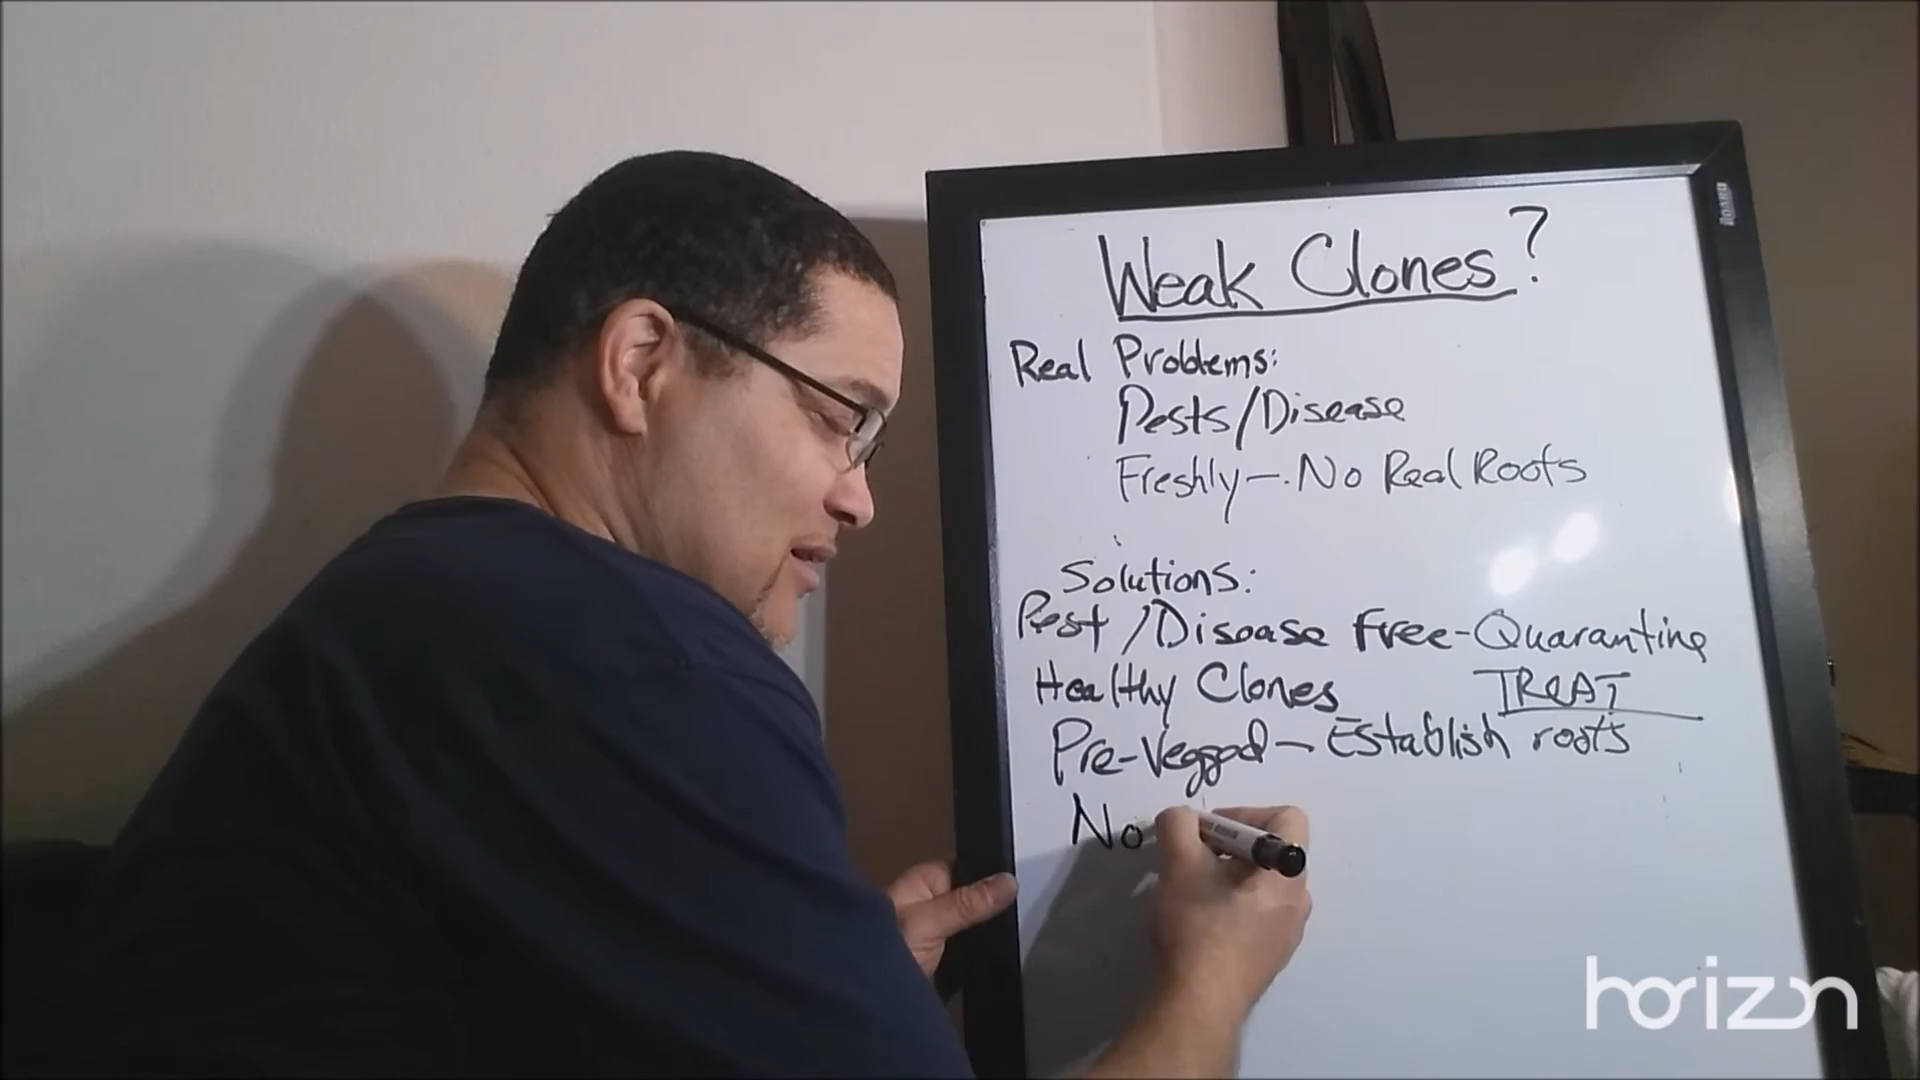 Weak Clones?
Real Problems:
Pests/Disease
Freshly-.No Real Roots
Solutions:
Pest/Disease Free-Quarantine
Healthy Clones TREAT
Pre-Vegged-Establish roots
No
horizon